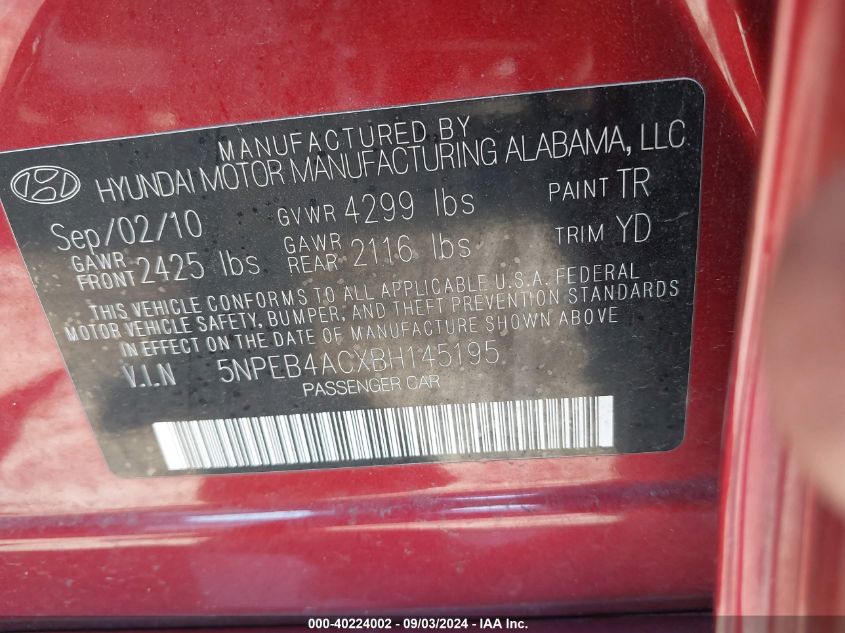 MANUFACTURED BY
HYUNDAI MOTOR MANUFACTURING ALABAMA, LLC
Sep/02/10 GVWR 4299 lbs PAINT TR
GAWR FRONT 2425 lbs GAWR REAR 2116 lbs TRIM YD
THIS VEHICLE CONFORMS TO ALL APPLICABLE U.S.A. FEDERAL
MOTOR VEHICLE SAFETY, BUMPER, AND THEFT PREVENTION STANDARDS
IN EFFECT ON THE DATE OF MANUFACTURE SHOWN ABOVE.
V.I.N 5NPEB4ACXBH145195
PASSENGER CAR
000-40224002 - 09/03/2024 - IAA Inc.